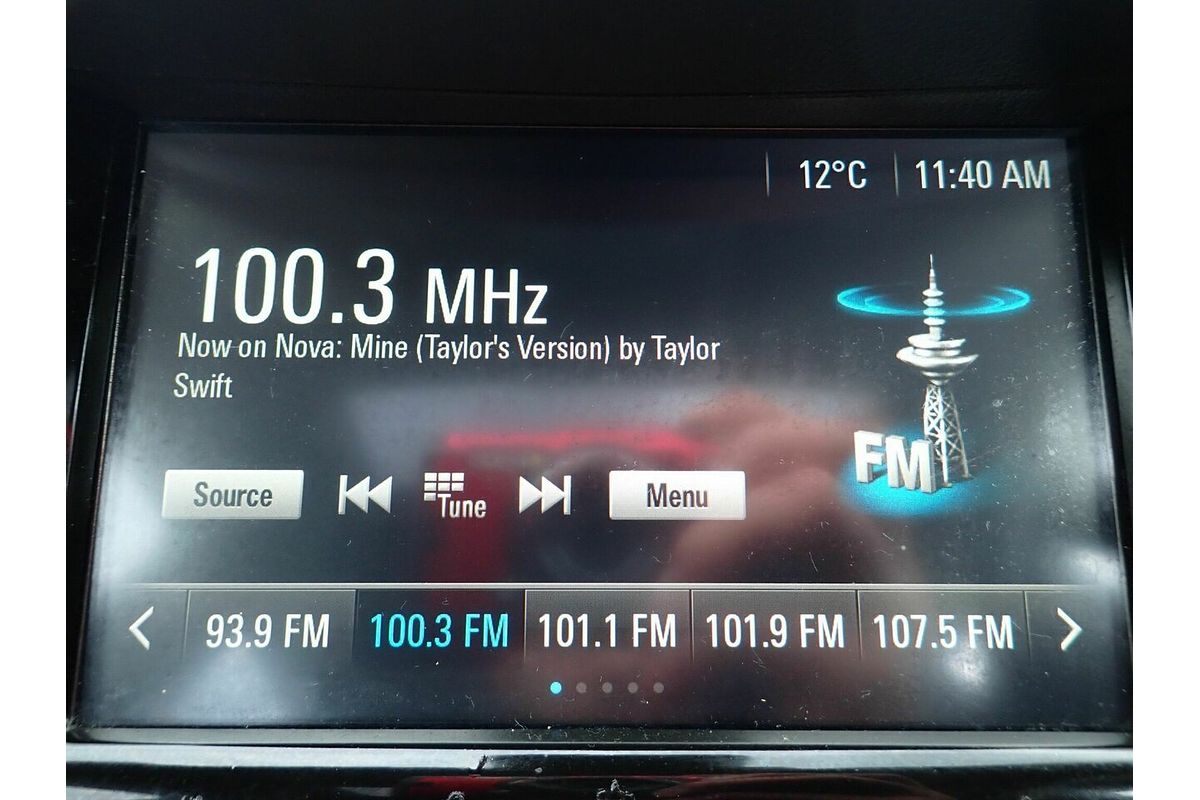 12°C 11:40 AM
100.3 MHz
Now on Nova: Mine (Taylor's Version) by Taylor
Swift
FM
Source Tune Menu
93.9 FM 100.3 FM 101.1 FM 101.9 FM 107.5 FM